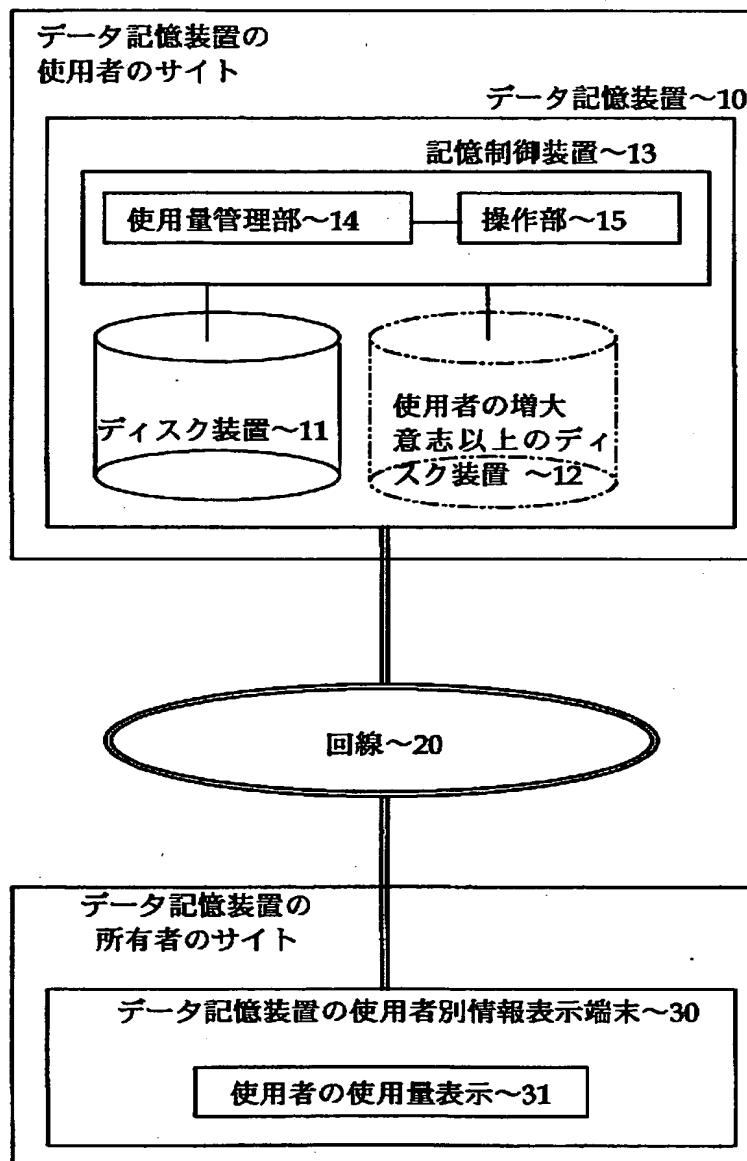 データ記憶装置の
使用者のサイト
データ記憶装置～10
記憶制御装置～13
使用量管理部～14
操作部～15
ディスク装置～11
使用者の増大
意志以上のディ
スク装置 ～12
回線～20
データ記憶装置の
所有者のサイト
データ記憶装置の使用者別情報表示端末～30
使用者の使用量表示～31